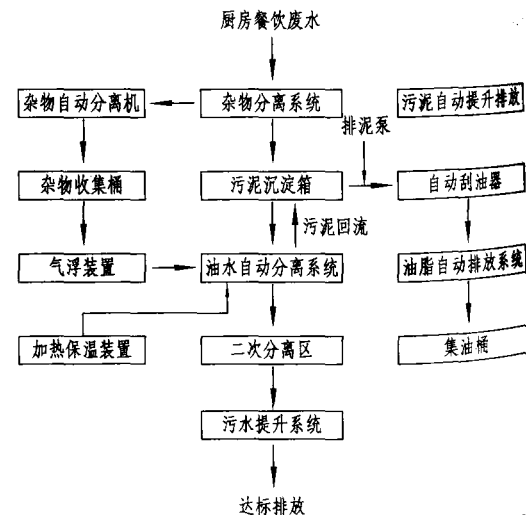 厨房餐饮废水
杂物自动分离机
杂物分离系统
污泥自动提升排放
排泥泵
杂物收集桶
污泥沉淀箱
自动刮油器
污泥回流
气浮装置
油水自动分离系统
油脂自动排放系统
加热保温装置
二次分离区
集油桶
污水提升系统
达标排放